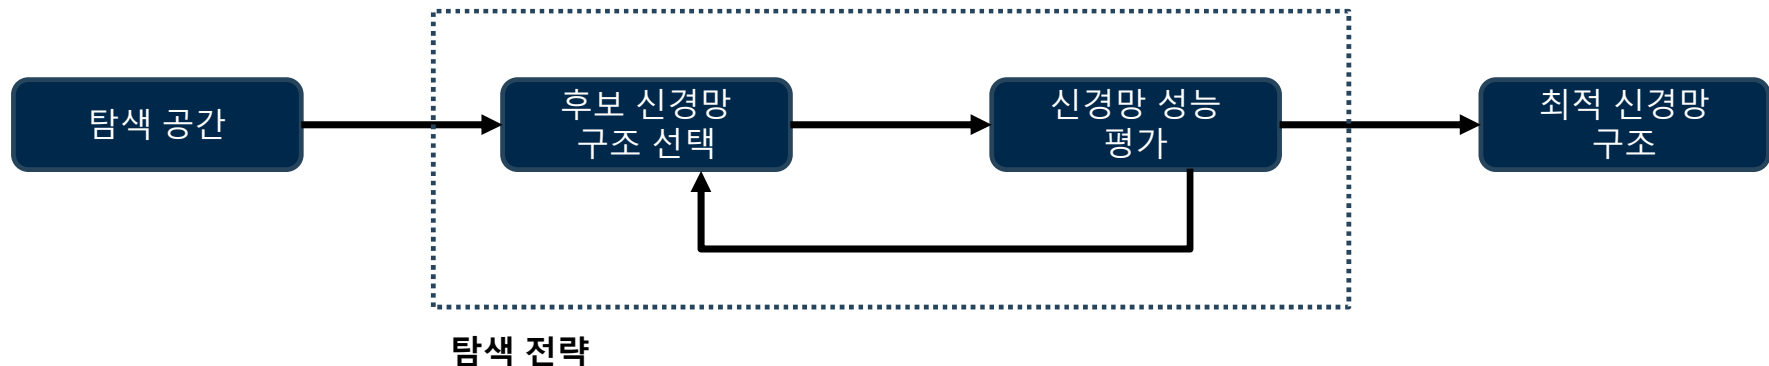 탐색 공간
후보 신경망
구조 선택
신경망 성능
평가
최적 신경망
구조
탐색 전략